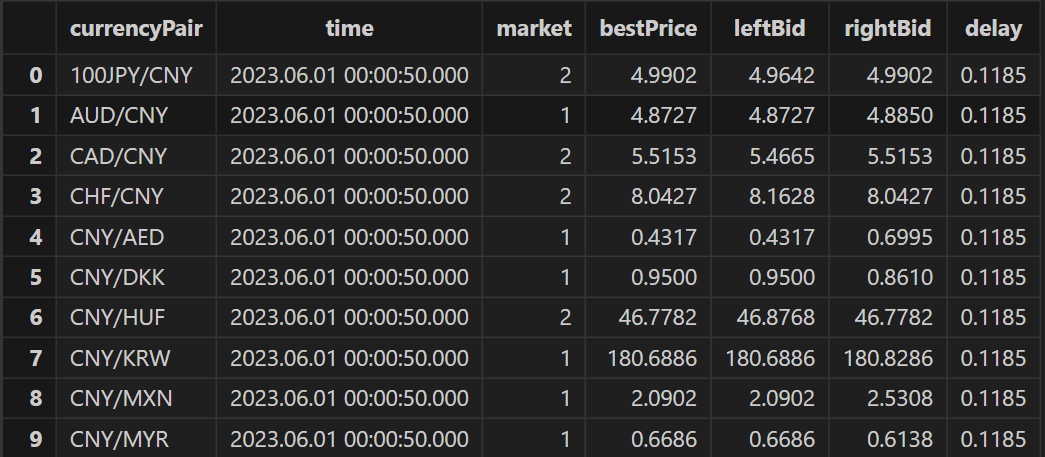 currencyPair time market bestPrice leftBid rightBid delay
0 100JPY/CNY 2023.06.01 00:00:50.000 2 4.9902 4.9642 4.9902 0.1185
1 AUD/CNY 2023.06.01 00:00:50.000 1 4.8727 4.8727 4.8850 0.1185
2 CAD/CNY 2023.06.01 00:00:50.000 2 5.5153 5.4665 5.5153 0.1185
3 CHF/CNY 2023.06.01 00:00:50.000 2 8.0427 8.1628 8.0427 0.1185
4 CNY/AED 2023.06.01 00:00:50.000 1 0.4317 0.4317 0.6995 0.1185
5 CNY/DKK 2023.06.01 00:00:50.000 1 0.9500 0.9500 0.8610 0.1185
6 CNY/HUF 2023.06.01 00:00:50.000 2 46.7782 46.8768 46.7782 0.1185
7 CNY/KRW 2023.06.01 00:00:50.000 1 180.6886 180.6886 180.8286 0.1185
8 CNY/MXN 2023.06.01 00:00:50.000 1 2.0902 2.0902 2.5308 0.1185
9 CNY/MYR 2023.06.01 00:00:50.000 1 0.6686 0.6686 0.6138 0.1185